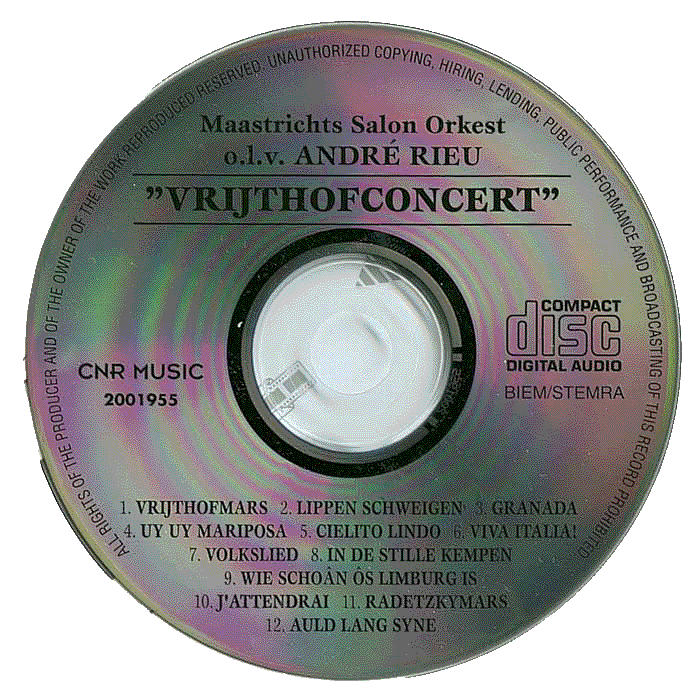 ALL RIGHTS OF THE PRODUCER AND OF THE OWNER OF THE WORK REPRODUCED RESERVED. UNAUTHORIZED COPYING, HIRING, LENDING, PUBLIC PERFORMANCE AND BROADCASTING OF THIS RECORD PROHIBITED
Maastrichts Salon Orkest
o.l.v. ANDRÉ RIEU
”VRIJTHOFCONCERT”
COMPACT
disc
DIGITAL AUDIO
BIEM/STEMRA
CNR MUSIC
2001955
1. VRIJTHOFMARS 2. LIPPEN SCHWEIGEN 3. GRANADA
4. UY UY MARIPOSA 5. CIELITO LINDO 6. VIVA ITALIA!
7. VOLKSLIED 8. IN DE STILLE KEMPEN
9. WIE SCHOÂN ÔS LIMBURG IS
10. J'ATTENDRAI 11. RADETZKYMARS
12. AULD LANG SYNE